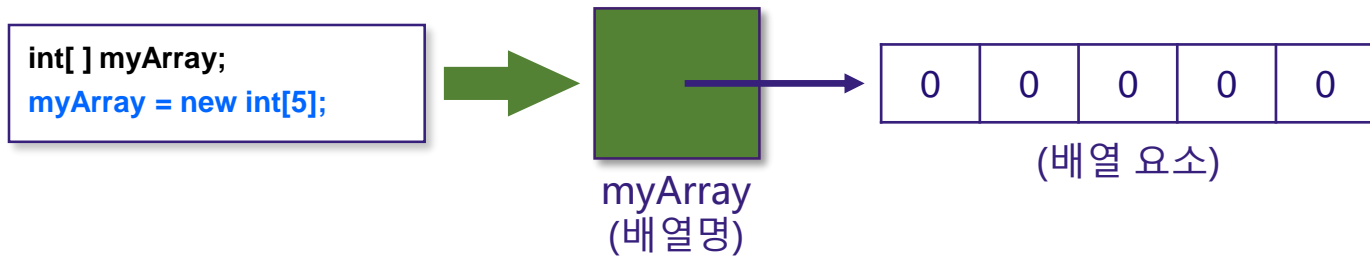 int[ ] myArray;
myArray = new int[5];
myArray
(배열명)
0 0 0 0 0
(배열 요소)